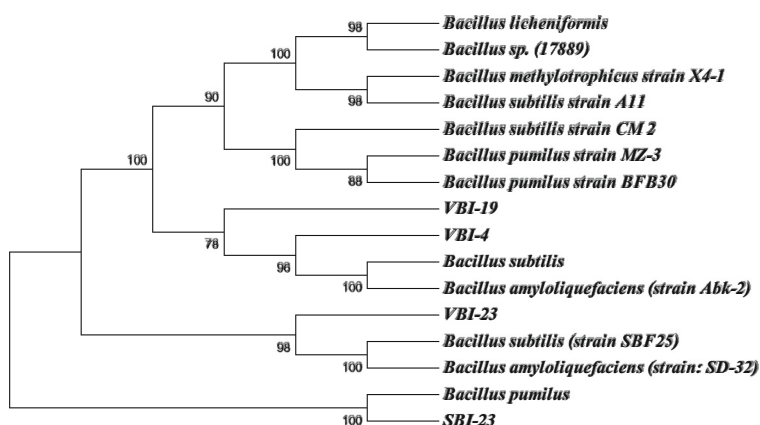 98
Bacillus licheniformis
Bacillus sp. (17889)
100
Bacillus methylotrophicus strain X4-1
98
Bacillus subtilis strain A11
90
Bacillus subtilis strain CM 2
100
Bacillus pumilus strain MZ-3
88
Bacillus pumilus strain BFB30
100
VBI-19
78
VBI-4
96
Bacillus subtilis
100
Bacillus amyloliquefaciens (strain Abk-2)
VBI-23
98
Bacillus subtilis (strain SBF25)
100
Bacillus amyloliquefaciens (strain: SD-32)
Bacillus pumilus
100
SBI-23